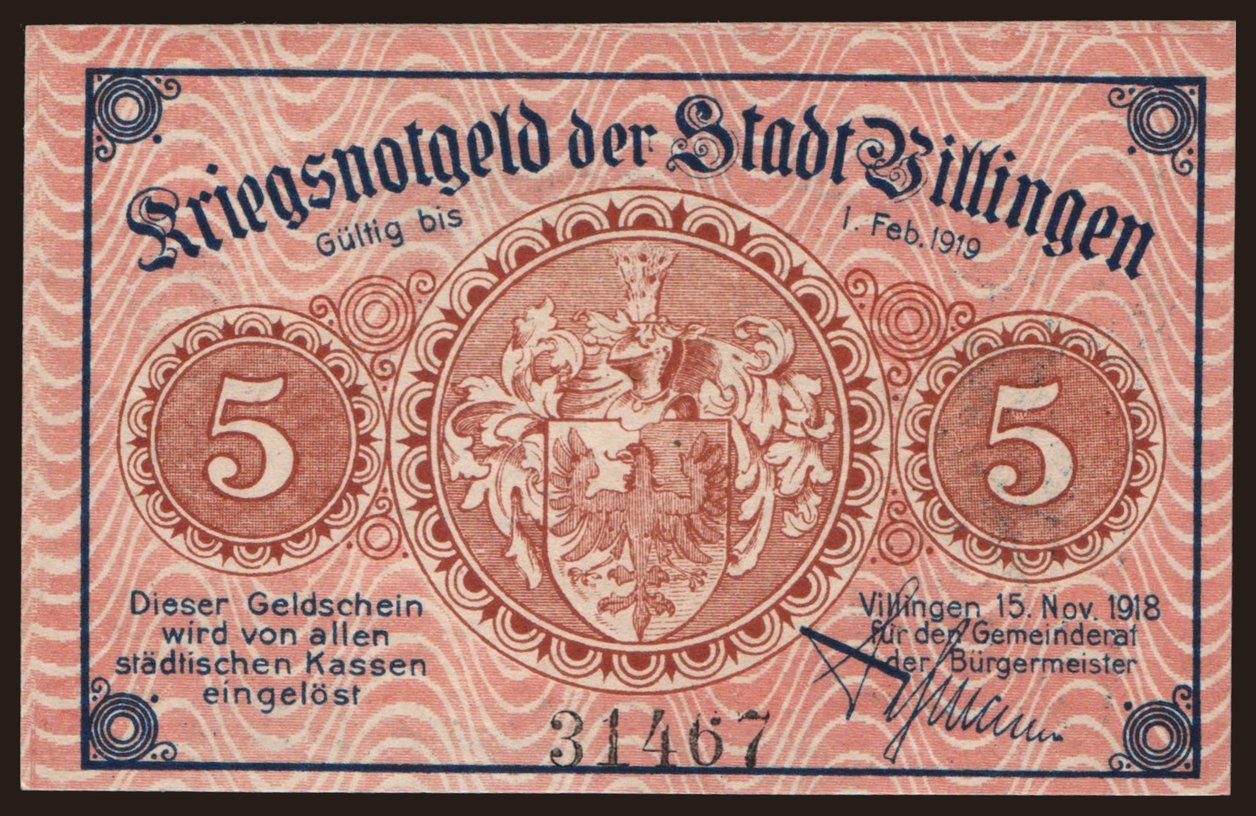 Kriegsnotgeld der Stadt Villingen
Gültig bis 1. Feb. 1919
5 5
Dieser Geldschein
wird von allen
städtischen Kassen
eingelöst
Villingen, 15. Nov. 1918
für den Gemeinderat
der Bürgermeister
31467